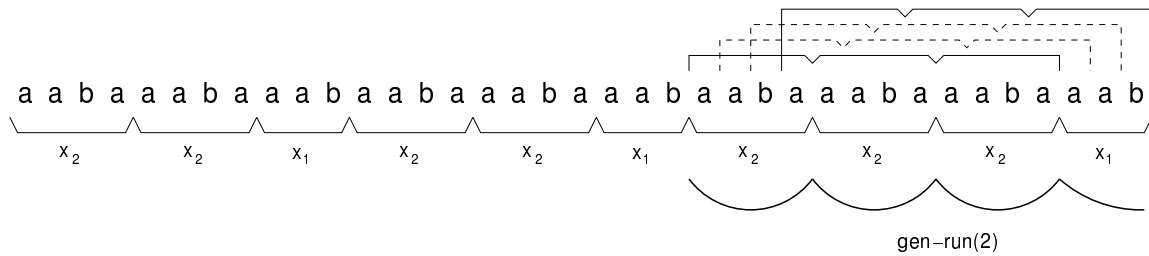 a a b a a a b a a a b a a b a a a b a a a b a a b a a a b a a a b a a a b
x2 x2 x1 x2 x2 x1 x2 x2 x2 x1
gen−run(2)